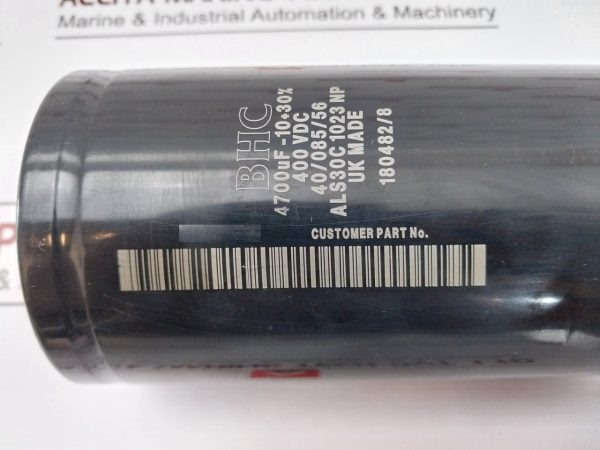 Marine & Industrial Automation & Machinery
BHC
4700uF -10+30%
400 VDC
40/085/56
ALS30C 1023 NP
UK MADE
180482/8
CUSTOMER PART No.